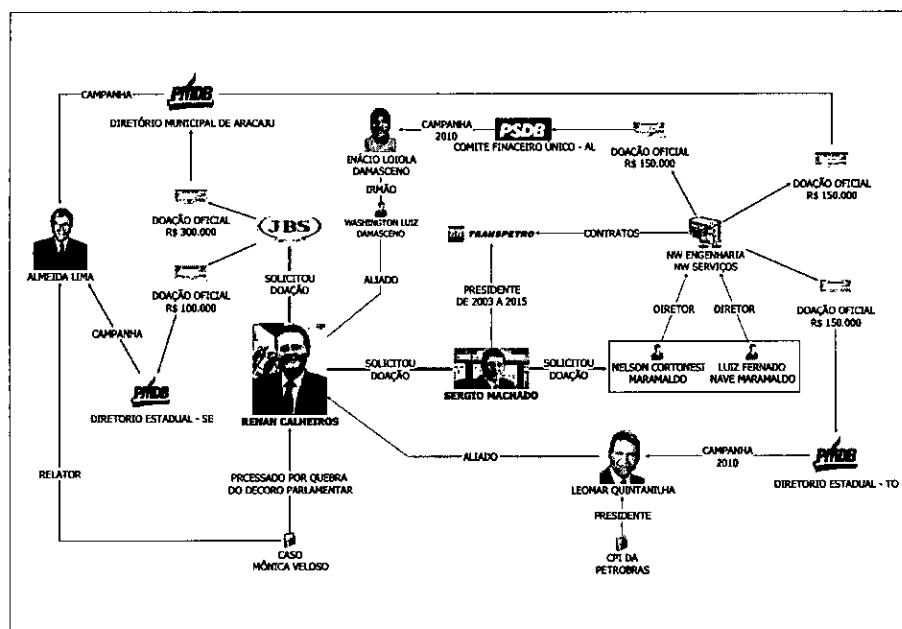 CAMPANHA
PMDB
DIRETÓRIO MUNICIPAL DE ARACAJU
CAMPANHA
2010
PSDB
COMITE FINACEIRO ÚNICO - AL
INÁCIO LOIOLA
DAMASCENO
IRMÃO
WASHINGTON LUIZ
DAMASCENO
DOAÇÃO OFICIAL
R$ 150.000
DOAÇÃO OFICIAL
R$ 150.000
DOAÇÃO OFICIAL
R$ 300.000
JBS
ALMEIDA LIMA
TRANSPETRO
CONTRATOS
NW ENGENHARIA
NW SERVIÇOS
DOAÇÃO OFICIAL
R$ 100.000
SOLICITOU
DOAÇÃO
ALIADO
PRESIDENTE
DE 2003 A 2015
DIRETOR
DIRETOR
DOAÇÃO OFICIAL
R$ 150.000
CAMPANHA
PMDB
DIRETORIO ESTADUAL - SE
RENAN CALHEIROS
SOLICITOU
DOAÇÃO
SERGIO MACHADO
SOLICITOU
DOAÇÃO
NELSON CORTONESI
MARAMALDO
LUIZ FERNADO
NAVE MARAMALDO
RELATOR
PRCESSADO POR QUEBRA
DO DECORO PARLAMENTAR
ALIADO
LEOMAR QUINTANILHA
CAMPANHA
2010
PMDB
DIRETORIO ESTADUAL - TO
PRESIDENTE
CASO
MÔNICA VELOSO
CPI DA
PETROBRAS